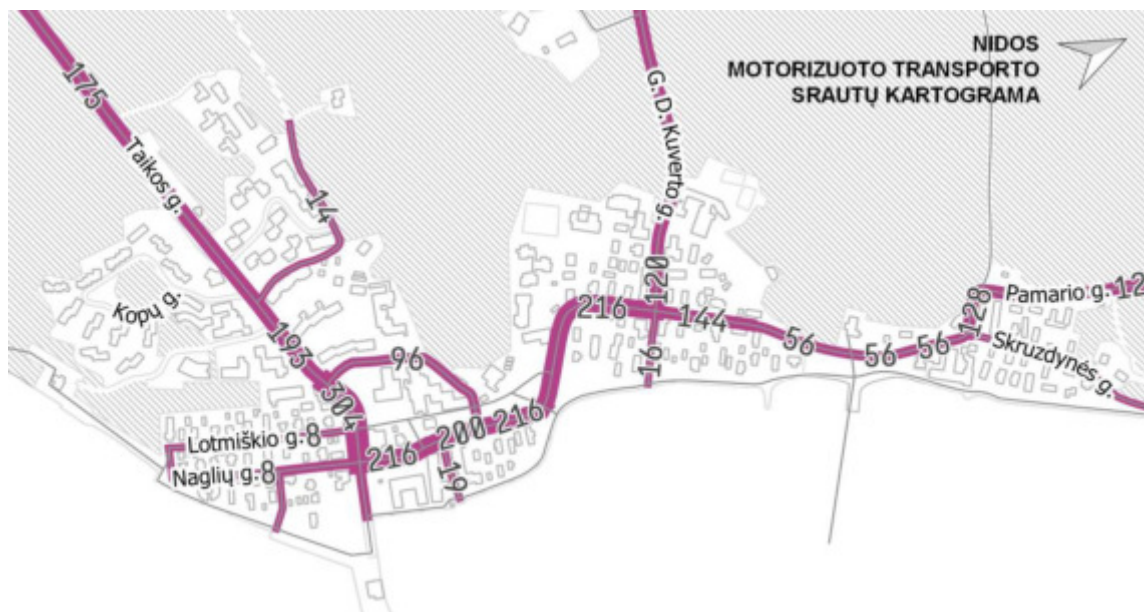 NIDOS
MOTORIZUOTO TRANSPORTO
SRAUTŲ KARTOGRAMA
175
Taikos g.
14
G. D. Kuverto g.
120
216
144
16
56
56
56
128
Pamario g.
12
Skruzdynės g.
Kopų g.
193
304
96
Lotmiškio g. 8
Naglių g. 8
216
200
216
19